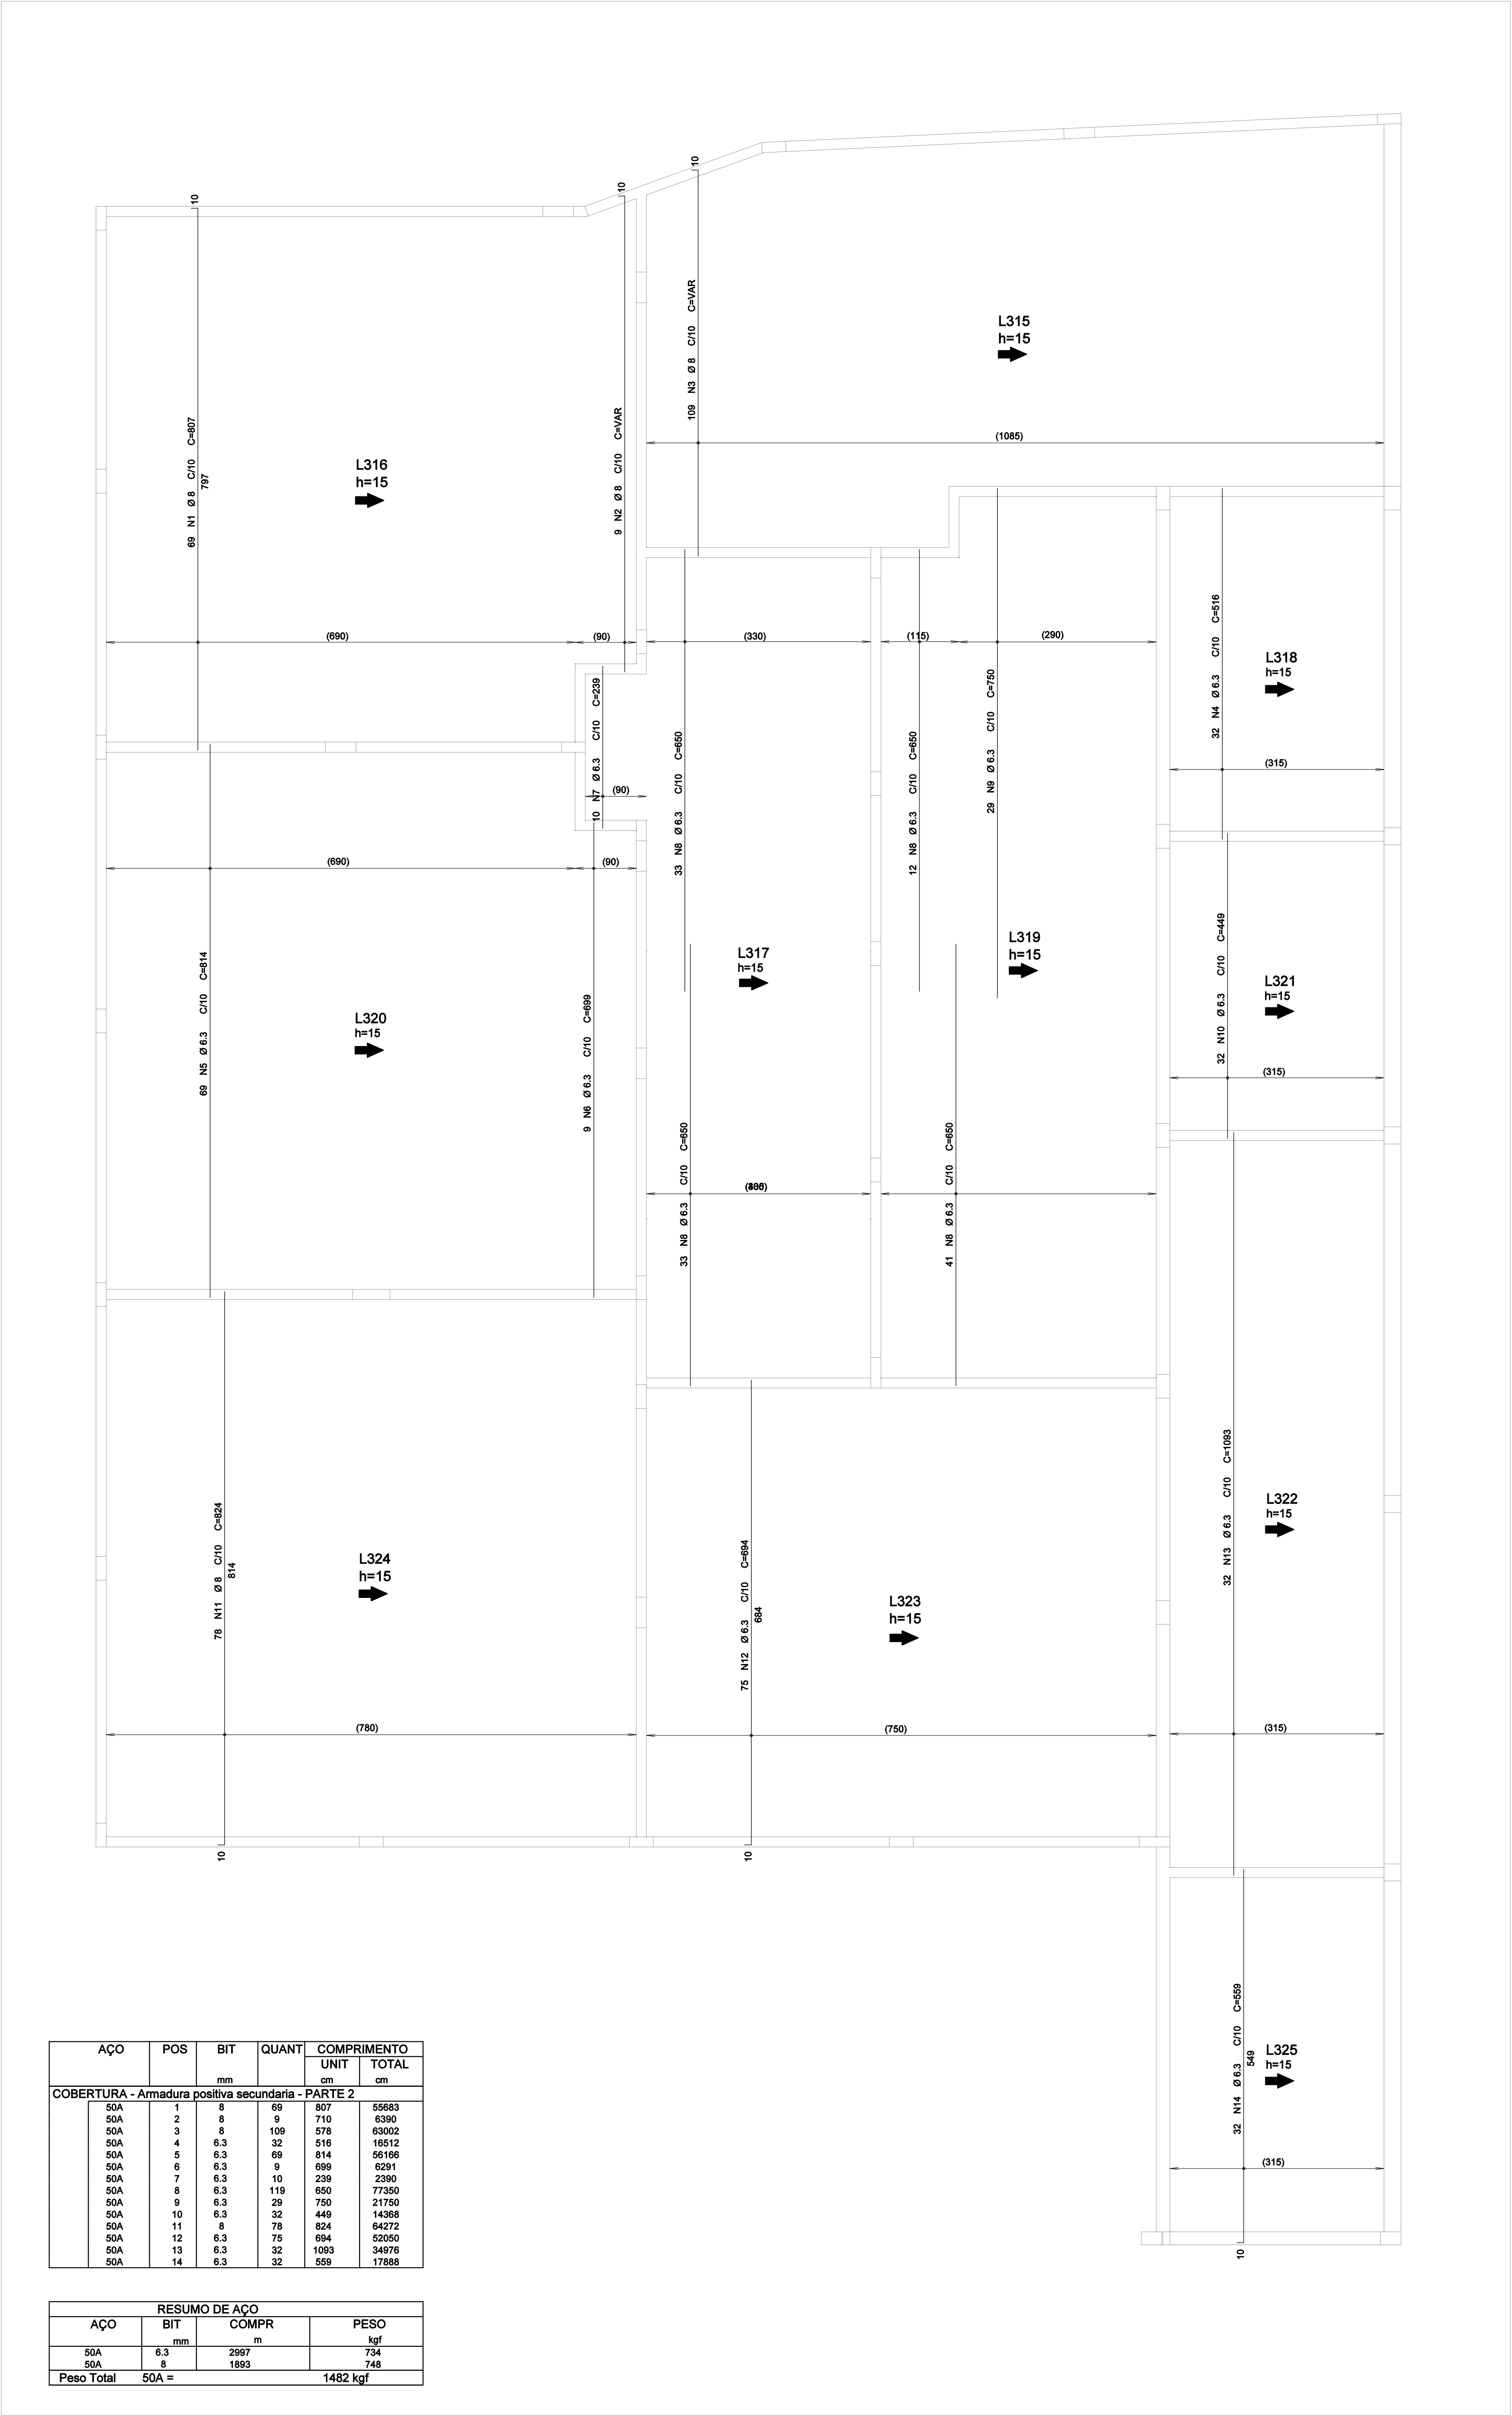 10
10
10
109 N3 Ø 8 C/10 C=VAR
L315
h=15
(1085)
69 N1 Ø 8 C/10 C=807
797
L316
h=15
9 N2 Ø 8 C/10 C=VAR
(690)
(90)
(330)
(115)
(290)
32 N4 Ø 6.3 C/10 C=516
L318
h=15
(315)
10 N7 Ø 6.3 C/10 C=239
(90)
33 N8 Ø 6.3 C/10 C=650
12 N8 Ø 6.3 C/10 C=650
29 N9 Ø 6.3 C/10 C=750
(690)
(90)
69 N5 Ø 6.3 C/10 C=814
L320
h=15
9 N6 Ø 6.3 C/10 C=699
L317
h=15
L319
h=15
32 N10 Ø 6.3 C/10 C=449
L321
h=15
(315)
33 N8 Ø 6.3 C/10 C=650
41 N8 Ø 6.3 C/10 C=650
78 N11 Ø 8 C/10 C=824
814
L324
h=15
(780)
10
75 N12 Ø 6.3 C/10 C=694
684
L323
h=15
(750)
10
32 N13 Ø 6.3 C/10 C=1093
L322
h=15
(315)
32 N14 Ø 6.3 C/10 C=559
549
L325
h=15
(315)
10
AÇO POS BIT QUANT COMPRIMENTO
UNIT TOTAL
mm cm cm
COBERTURA - Armadura positiva secundaria - PARTE 2
50A 1 8 69 807 55683
50A 2 8 9 710 6390
50A 3 8 109 578 63002
50A 4 6.3 32 516 16512
50A 5 6.3 69 814 56166
50A 6 6.3 9 699 6291
50A 7 6.3 10 239 2390
50A 8 6.3 119 650 77350
50A 9 6.3 29 750 21750
50A 10 6.3 32 449 14368
50A 11 8 78 824 64272
50A 12 6.3 75 694 52050
50A 13 6.3 32 1093 34976
50A 14 6.3 32 559 17888
RESUMO DE AÇO
AÇO BIT COMPR PESO
mm m kgf
50A 6.3 2997 734
50A 8 1893 748
Peso Total 50A = 1482 kgf